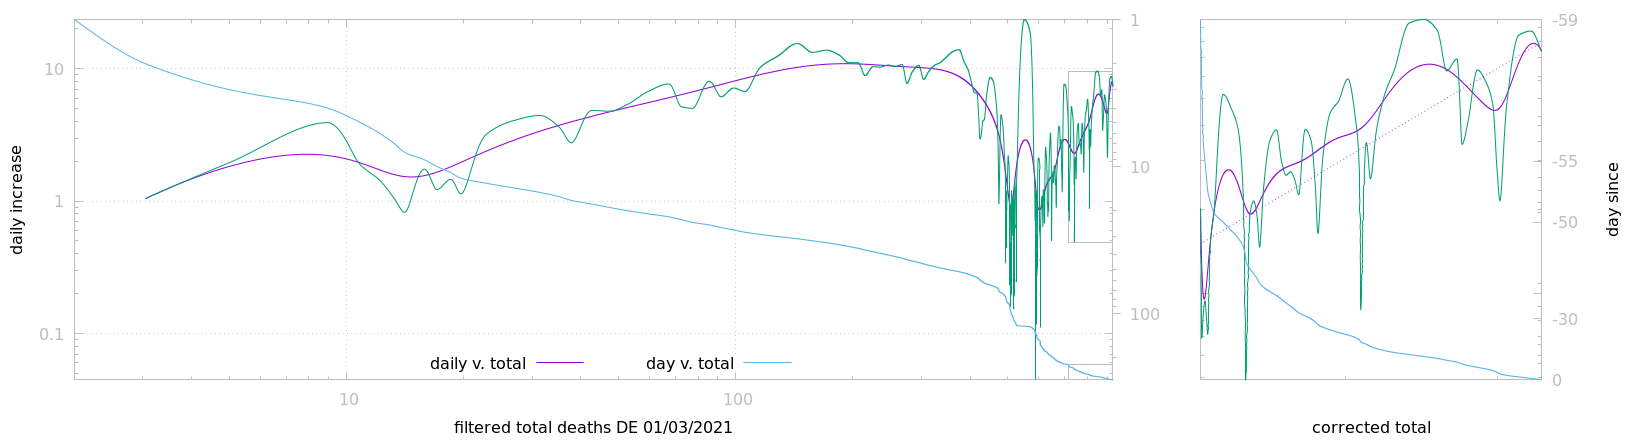 daily increase
10
1
0.1
daily v. total
day v. total
10
100
filtered total deaths DE 01/03/2021
1
10
100
-59
-55
-50
-30
0
day since
corrected total